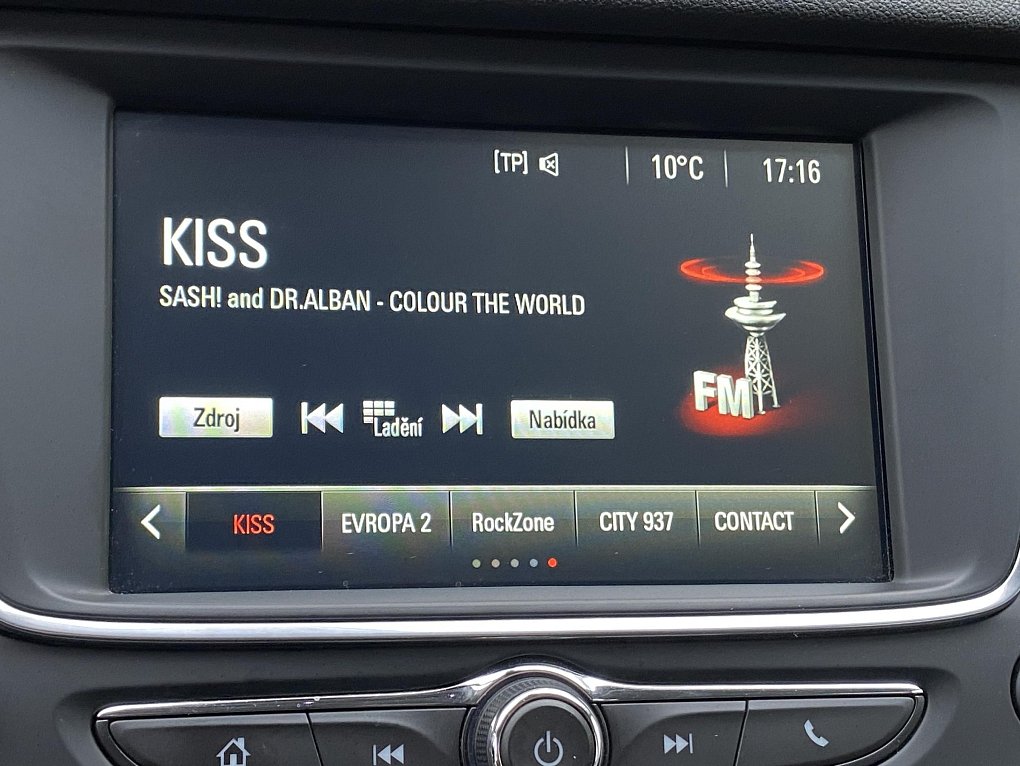 [TP] 10°C 17:16
KISS
SASH! and DR.ALBAN - COLOUR THE WORLD
FM
Zdroj Ladění Nabídka
KISS EVROPA 2 RockZone CITY 937 CONTACT